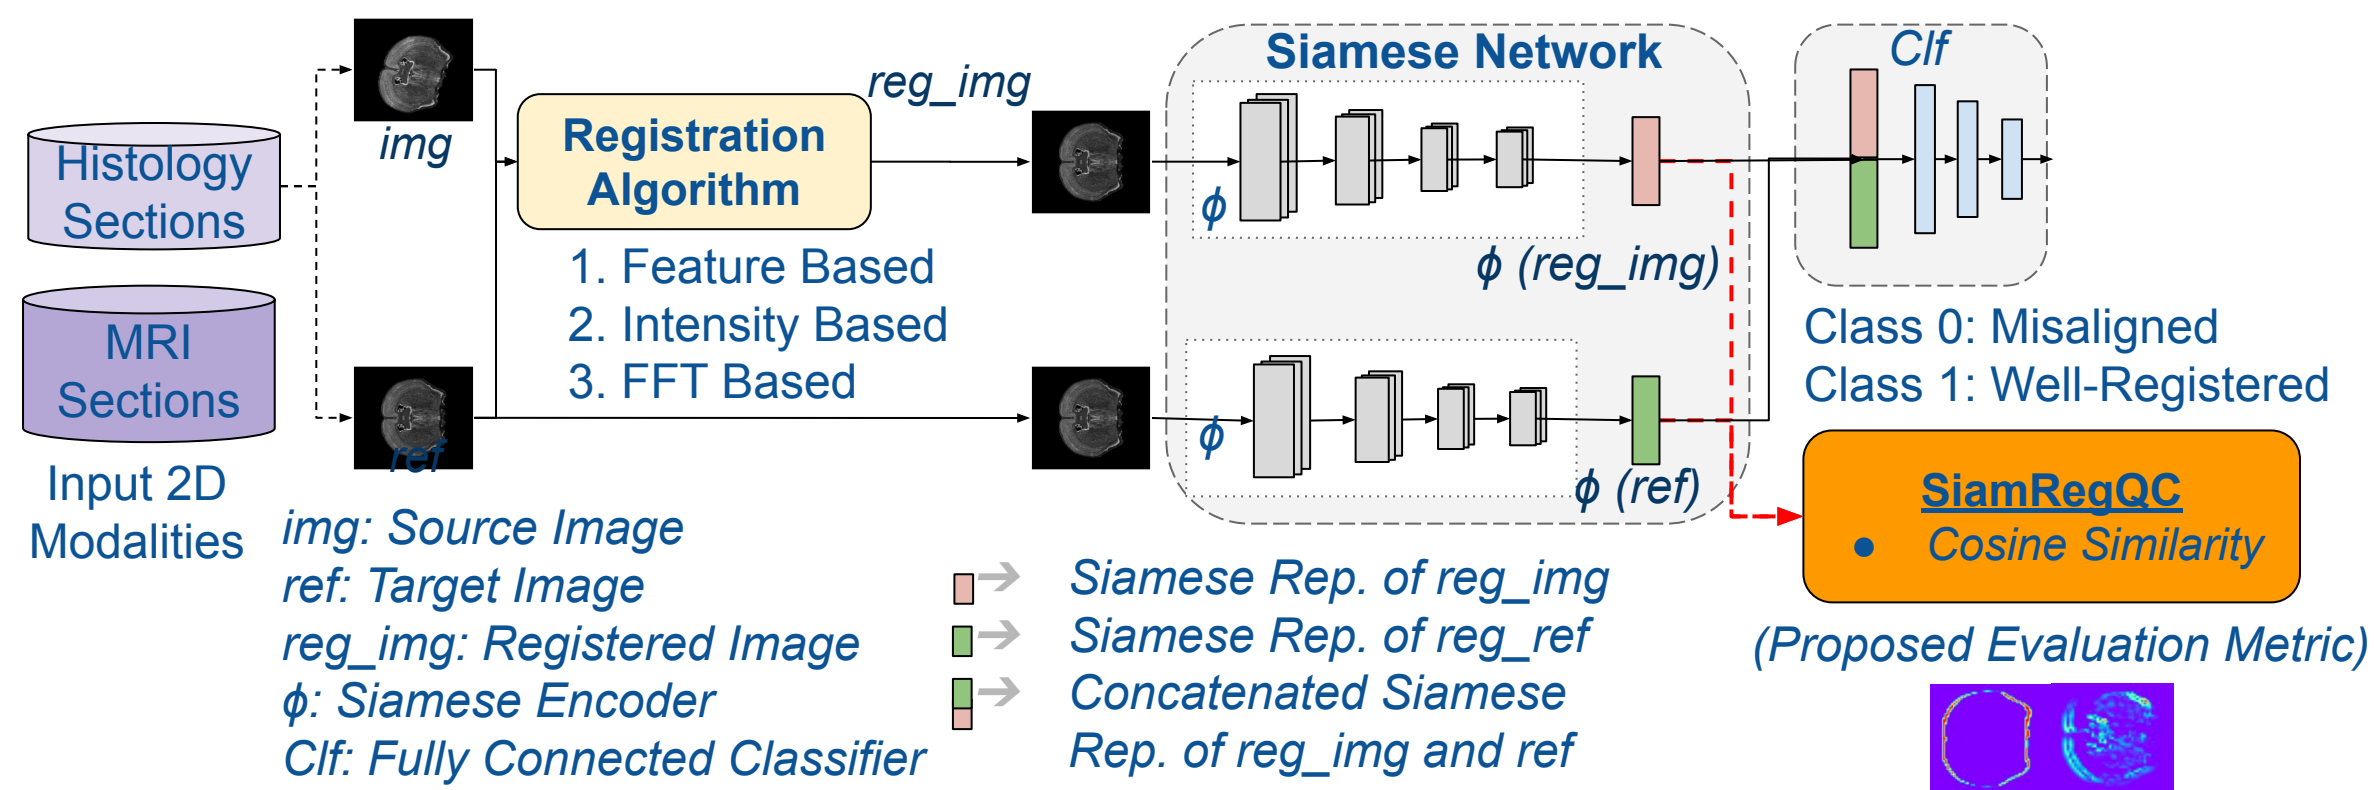 Histology
Sections
MRI
Sections
Input 2D
Modalities
img
ref
Registration
Algorithm
1. Feature Based
2. Intensity Based
3. FFT Based
reg_img
Siamese Network
ϕ
ϕ (reg_img)
ϕ
ϕ (ref)
Clf
Class 0: Misaligned
Class 1: Well-Registered
SiamRegQC
● Cosine Similarity
(Proposed Evaluation Metric)
img: Source Image
ref: Target Image
reg_img: Registered Image
ϕ: Siamese Encoder
Clf: Fully Connected Classifier
Siamese Rep. of reg_img
Siamese Rep. of reg_ref
Concatenated Siamese
Rep. of reg_img and ref